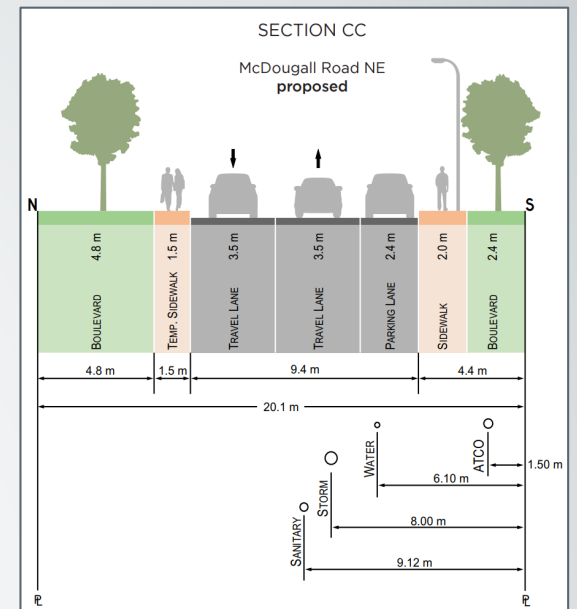 SECTION CC
McDougall Road NE
proposed
N
S
4.8 m
1.5 m
3.5 m
3.5 m
2.4 m
2.0 m
2.4 m
BOULEVARD
TEMP. SIDEWALK
TRAVEL LANE
TRAVEL LANE
PARKING LANE
SIDEWALK
BOULEVARD
4.8 m
1.5 m
9.4 m
4.4 m
20.1 m
WATER
ATCO
1.50 m
6.10 m
STORM
8.00 m
SANITARY
9.12 m
PL
PL